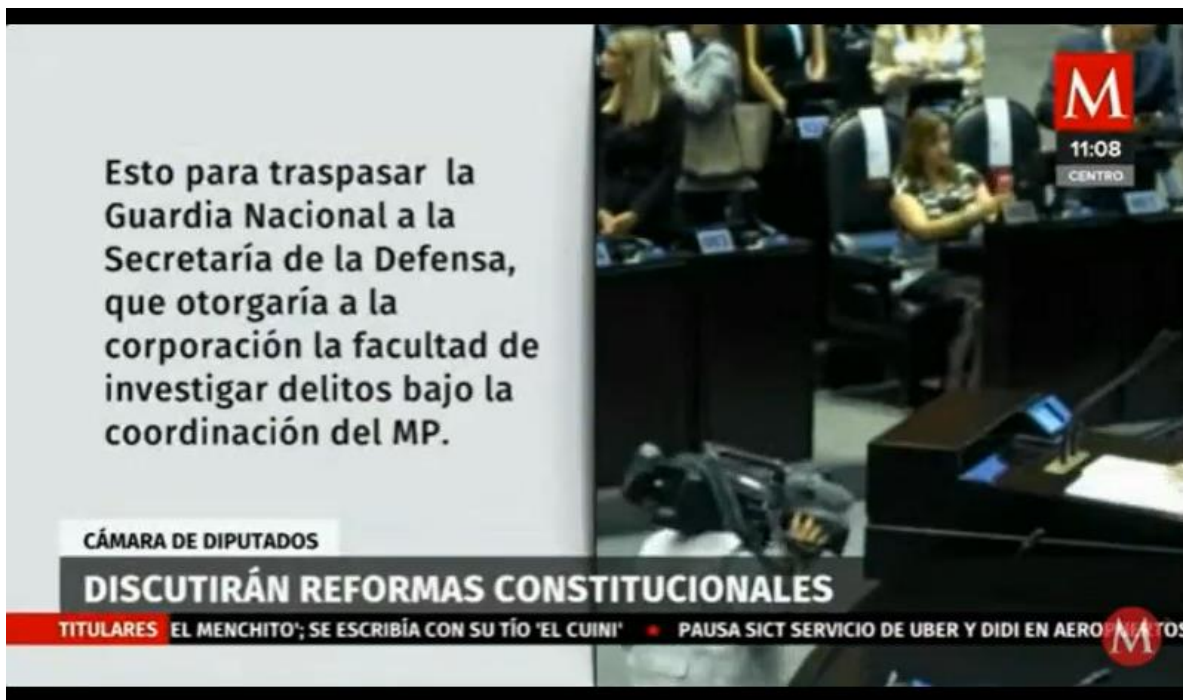 Esto para traspasar la
Guardia Nacional a la
Secretaría de la Defensa,
que otorgaría a la
corporación la facultad de
investigar delitos bajo la
coordinación del MP.
M
11:08
CENTRO
CÁMARA DE DIPUTADOS
DISCUTIRÁN REFORMAS CONSTITUCIONALES
TITULARES EL MENCHITO'; SE ESCRIBÍA CON SU TÍO 'EL CUINI' • PAUSA SICT SERVICIO DE UBER Y DIDI EN AEROPUERTOS
M